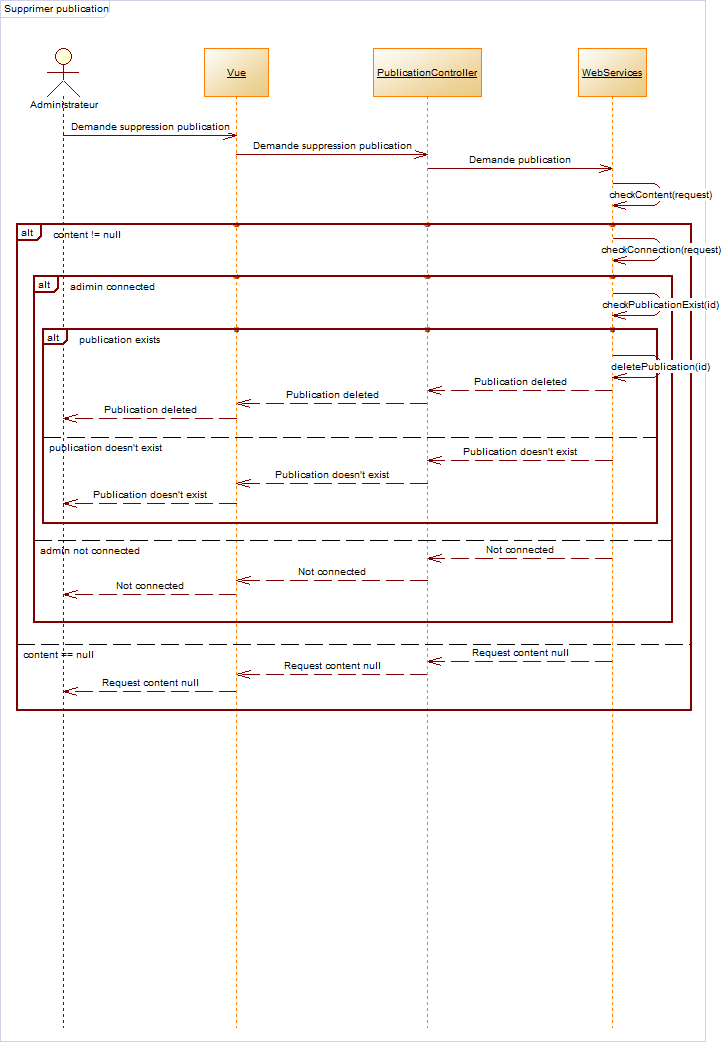 Supprimer publication
Administrateur
Vue
PublicationController
WebServices
Demande suppression publication
Demande suppression publication
Demande publication
checkContent(request)
alt
content != null
checkConnection(request)
alt
adimin connected
checkPublicationExist(id)
alt
publication exists
deletePublication(id)
Publication deleted
Publication deleted
Publication deleted
publication doesn't exist
Publication doesn't exist
Publication doesn't exist
Publication doesn't exist
admin not connected
Not connected
Not connected
Not connected
content == null
Request content null
Request content null
Request content null